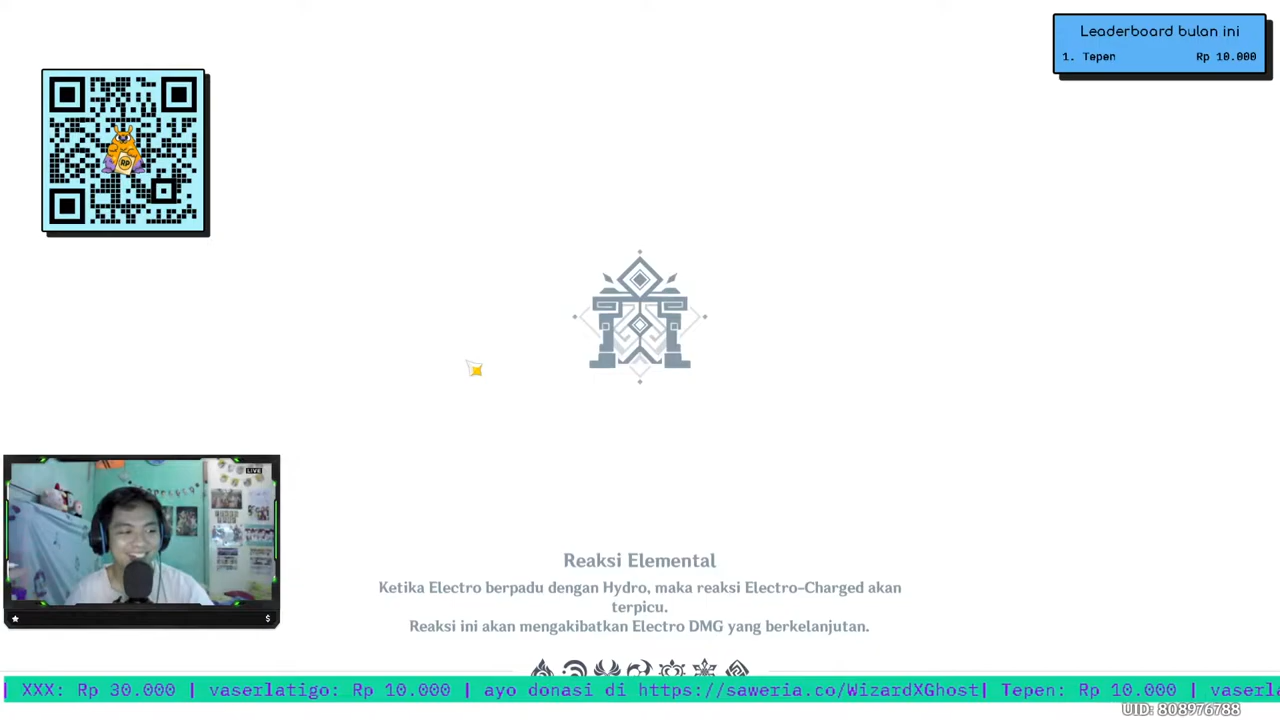 Leaderboard bulan ini
1. Tepen Rp 10.000
RP
LIVE
Reaksi Elemental
Ketika Electro berpadu dengan Hydro, maka reaksi Electro-Charged akan
terpicu.
Reaksi ini akan mengakibatkan Electro DMG yang berkelanjutan.
| XXX: Rp 30.000 | vaserlatigo: Rp 10.000 | ayo donasi di https://saweria.co/WizardXGhost| Tepen: Rp 10.000 | vaserla
UID: 808976788